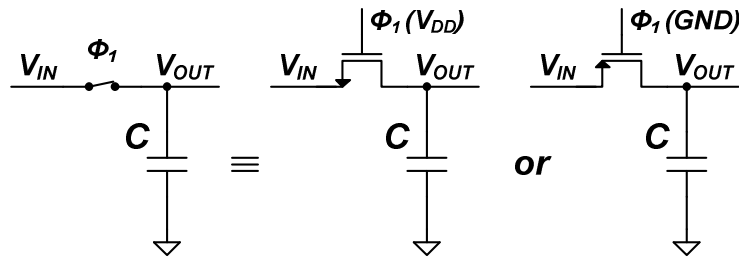 Φ1 (VDD) Φ1 (GND)
VIN Φ1 VOUT VIN VOUT VIN VOUT
C ≡ C or C